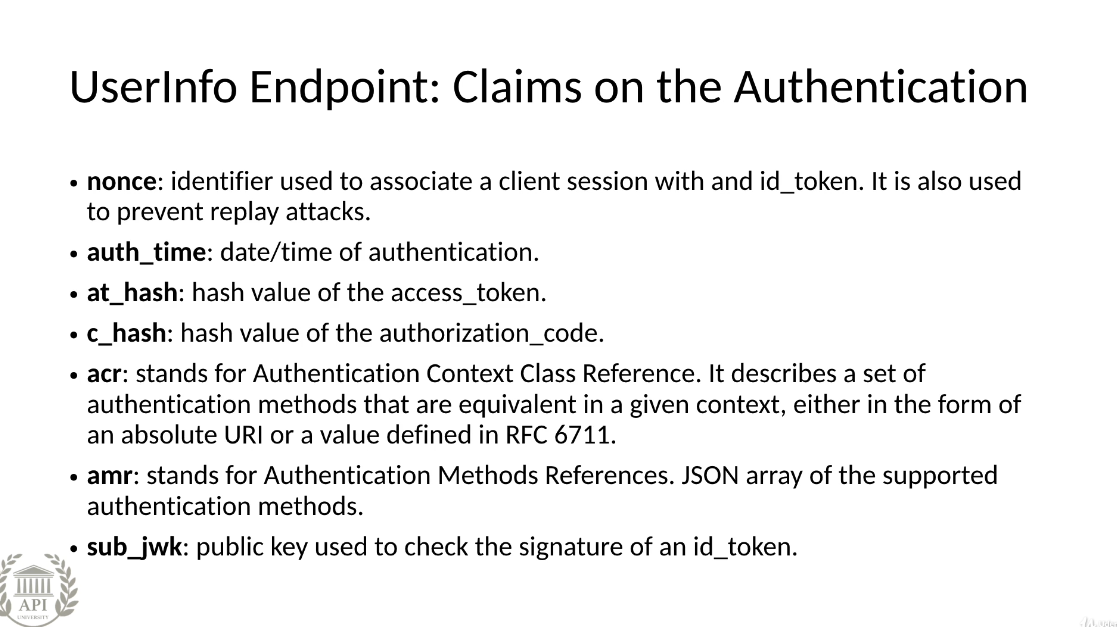 UserInfo Endpoint: Claims on the Authentication
• nonce: identifier used to associate a client session with and id_token. It is also used
to prevent replay attacks.
• auth_time: date/time of authentication.
• at_hash: hash value of the access_token.
• c_hash: hash value of the authorization_code.
• acr: stands for Authentication Context Class Reference. It describes a set of
authentication methods that are equivalent in a given context, either in the form of
an absolute URI or a value defined in RFC 6711.
• amr: stands for Authentication Methods References. JSON array of the supported
authentication methods.
• sub_jwk: public key used to check the signature of an id_token.
API
UNIVERSITY